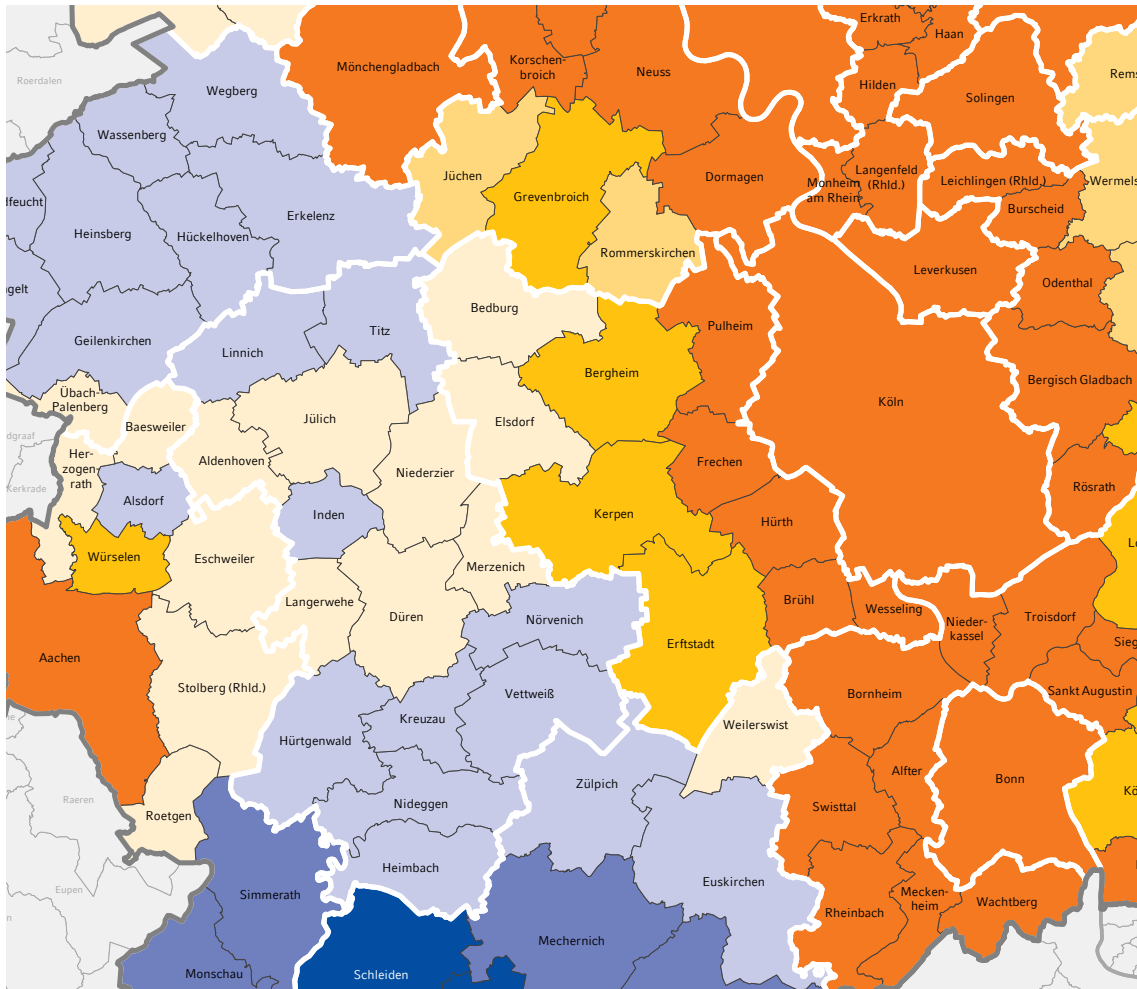 Erkrath
Haan
Korschen-
broich
Mönchengladbach
Neuss
Rems
Roerdalen
Hilden
Wegberg
Solingen
Wassenberg
Jüchen
Dormagen
Langenfeld
(Rhld.)
Monheim
am Rhein
Leichlingen (Rhld.)
Wermels
Grevenbroich
lfeucht
Erkelenz
Burscheid
Heinsberg
Hückelhoven
Rommerskirchen
Leverkusen
Odenthal
ngelt
Bedburg
Titz
Pulheim
Geilenkirchen
Linnich
Bergheim
Bergisch Gladbach
Übach-
Palenberg
Köln
Jülich
Elsdorf
Baesweiler
dgraaf
Her-
zogen-
rath
Aldenhoven
Frechen
Niederzier
Kerkrade
Rösrath
Alsdorf
Inden
Kerpen
Hürth
Würselen
Eschweiler
Lo
Merzenich
Langerwehe
Brühl
Wesseling
Düren
Nörvenich
Troisdorf
Nieder-
kassel
Sieg
Erftstadt
Aachen
Stolberg (Rhld.)
Vettweiß
Bornheim
Sankt Augustin
Kreuzau
Weilerswist
Hürtgenwald
Alfter
Bonn
Zülpich
Kö
Raeren
Nideggen
Swisttal
Roetgen
Heimbach
Euskirchen
Eupen
Simmerath
Mecken-
heim
Wachtberg
Rheinbach
Mechernich
Monschau
Schleiden